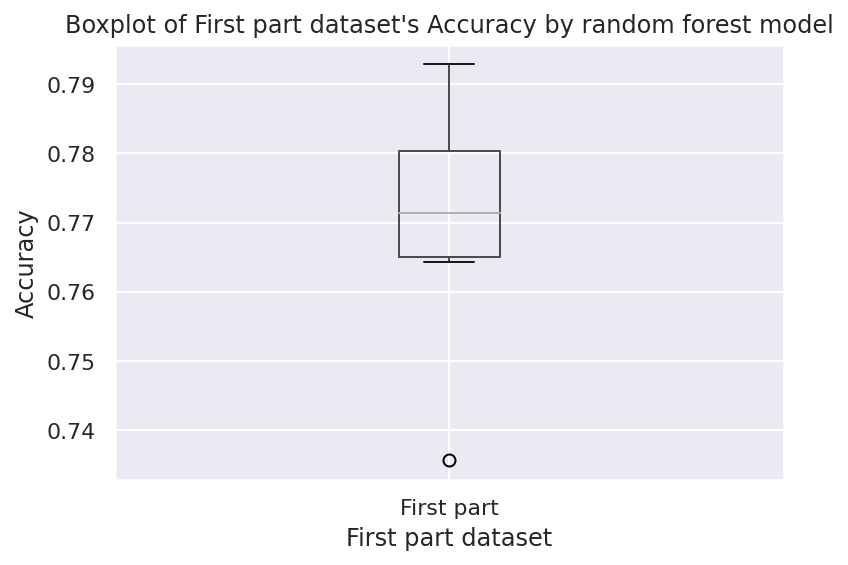 Boxplot of First part dataset's Accuracy by random forest model
0.79
0.78
0.77
0.76
0.75
0.74
Accuracy
First part
First part dataset